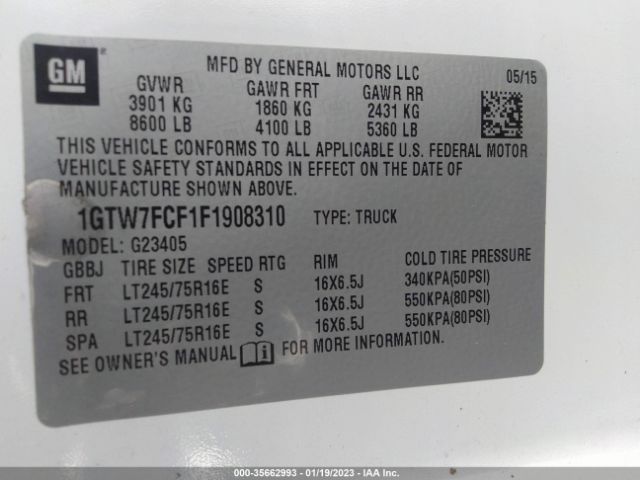 GM
MFD BY GENERAL MOTORS LLC 05/15
GVWR GAWR FRT GAWR RR
3901 KG 1860 KG 2431 KG
8600 LB 4100 LB 5360 LB
THIS VEHICLE CONFORMS TO ALL APPLICABLE U.S. FEDERAL MOTOR
VEHICLE SAFETY STANDARDS IN EFFECT ON THE DATE OF
MANUFACTURE SHOWN ABOVE.
1GTW7FCF1F1908310 TYPE: TRUCK
MODEL: G23405
GBBJ TIRE SIZE SPEED RTG RIM COLD TIRE PRESSURE
FRT LT245/75R16E S 16X6.5J 340KPA(50PSI)
RR LT245/75R16E S 16X6.5J 550KPA(80PSI)
SPA LT245/75R16E S 16X6.5J 550KPA(80PSI)
SEE OWNER'S MANUAL FOR MORE INFORMATION.
000-35662993 - 01/19/2023 - IAA Inc.